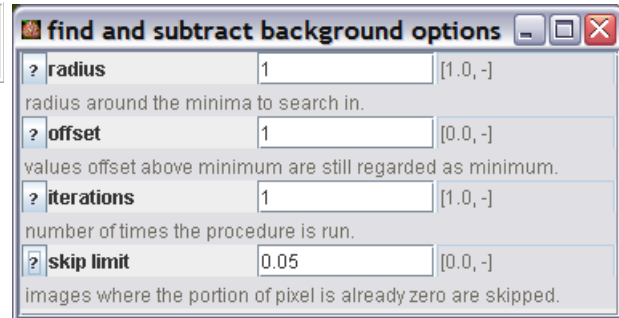 find and subtract background options
? radius 1 [1.0, -]
radius around the minima to search in.
? offset 1 [0.0, -]
values offset above minimum are still regarded as minimum.
? iterations 1 [1.0, -]
number of times the procedure is run.
? skip limit 0.05 [0.0, -]
images where the portion of pixel is already zero are skipped.